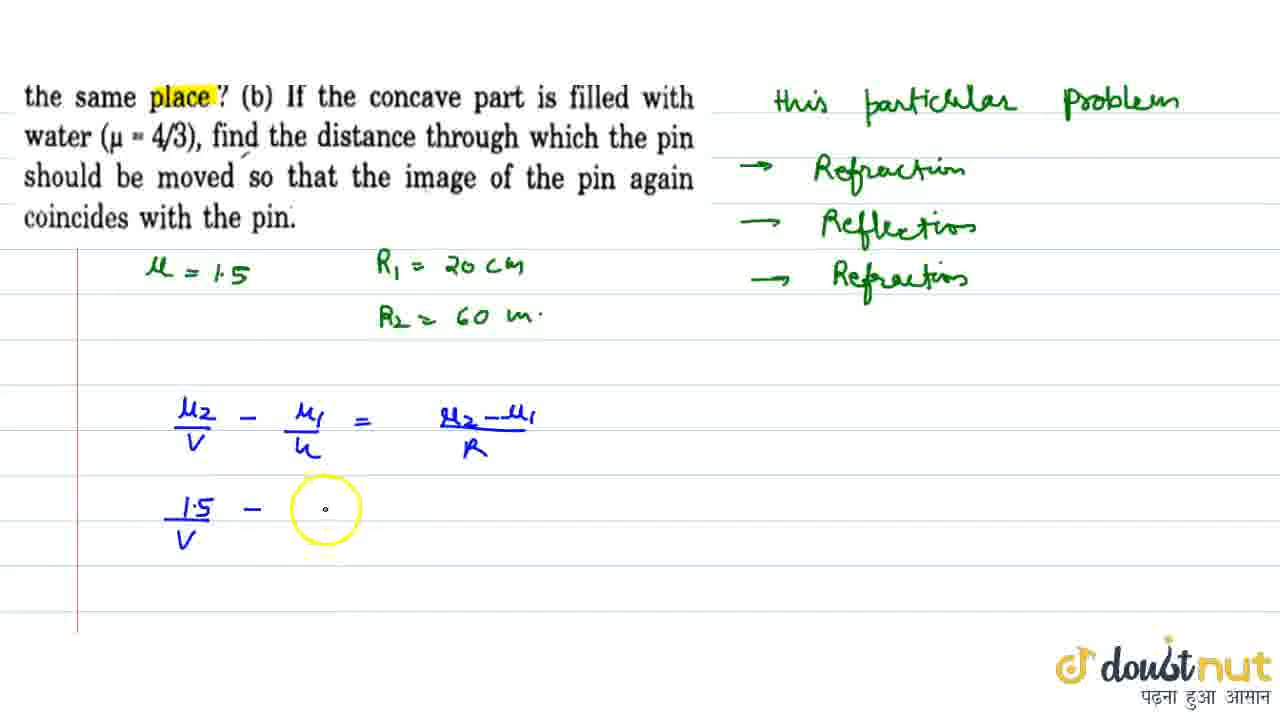 the same place? (b) If the concave part is filled with
water (μ = 4/3), find the distance through which the pin
should be moved so that the image of the pin again
coincides with the pin.
this particular problem
→ Refraction
→ Reflection
→ Refraction
μ = 1.5
R₁ = 20 cm
R₂ = 60 m.
μ₂/V - μ₁/u = (μ₂ - μ₁)/R
1.5/V -
doubtnut
पढ़ना हुआ आसान